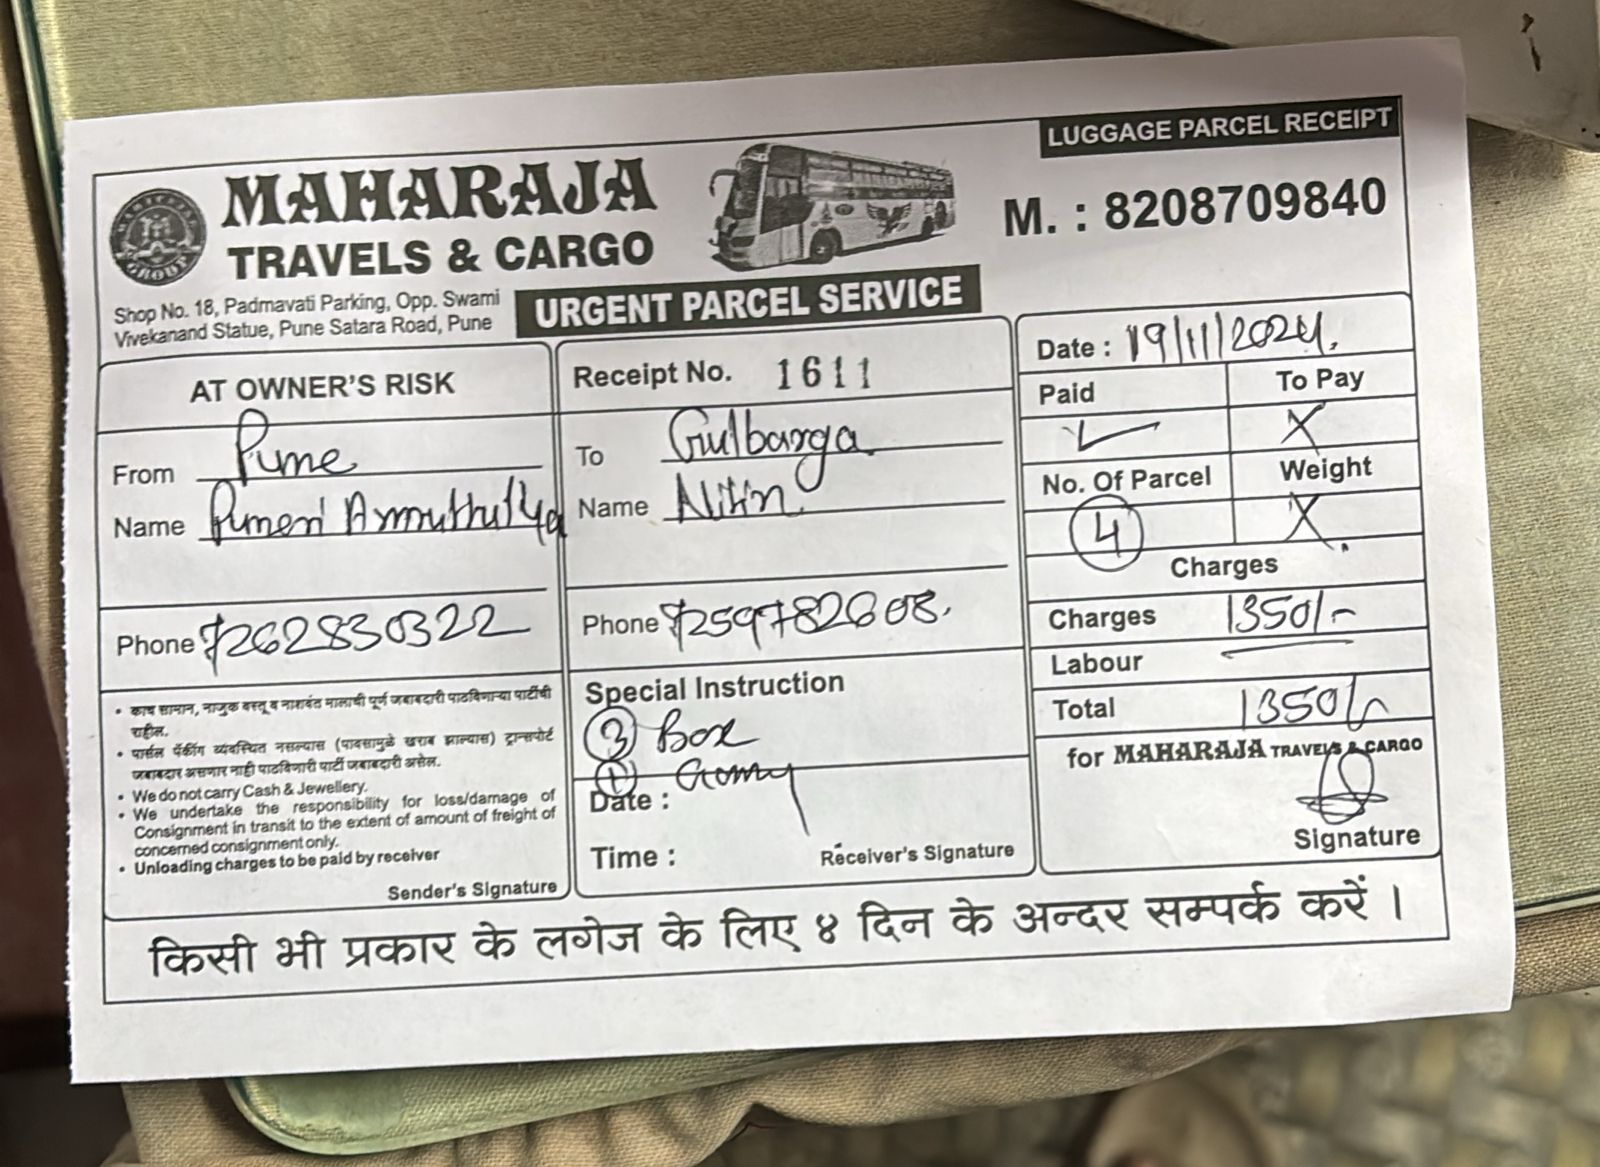 LUGGAGE PARCEL RECEIPT
MAHARAJA
TRAVELS & CARGO
M. : 8208709840
Shop No. 18, Padmavati Parking, Opp. Swami
Vivekanand Statue, Pune Satara Road, Pune
URGENT PARCEL SERVICE
AT OWNER'S RISK
From Pune
Name Puneri Amruttulya
Phone 7262830322
Receipt No. 1611
To Gulbarga
Name Nitin
Phone 7259782608.
Date : 19/11/2024.
Paid To Pay
✓ X
No. Of Parcel Weight
4 X
Charges
Charges 1350/-
Labour
Total 1350/-
• काच सामान, नाजुक वस्तू व नाशवंत मालाची पूर्ण जबाबदारी पाठविणाऱ्या पार्टीची
राहील.
• पार्सल पॅकींग व्यंवस्थित नसल्यास (पावसामुळे खराब झाल्यास) ट्रान्सपोर्ट
जबाबदार असणार नाही पाठविणारी पार्टी जबाबदारी असेल.
• We do not carry Cash & Jewellery.
• We undertake the responsibility for loss/damage of
Consignment in transit to the extent of amount of freight of
concerned consignment only.
• Unloading charges to be paid by receiver
Sender's Signature
Special Instruction
3 Box
1
Date :
Time :
Receiver's Signature
for MAHARAJA TRAVELS & CARGO
Signature
किसी भी प्रकार के लगेज के लिए ४ दिन के अन्दर सम्पर्क करें ।